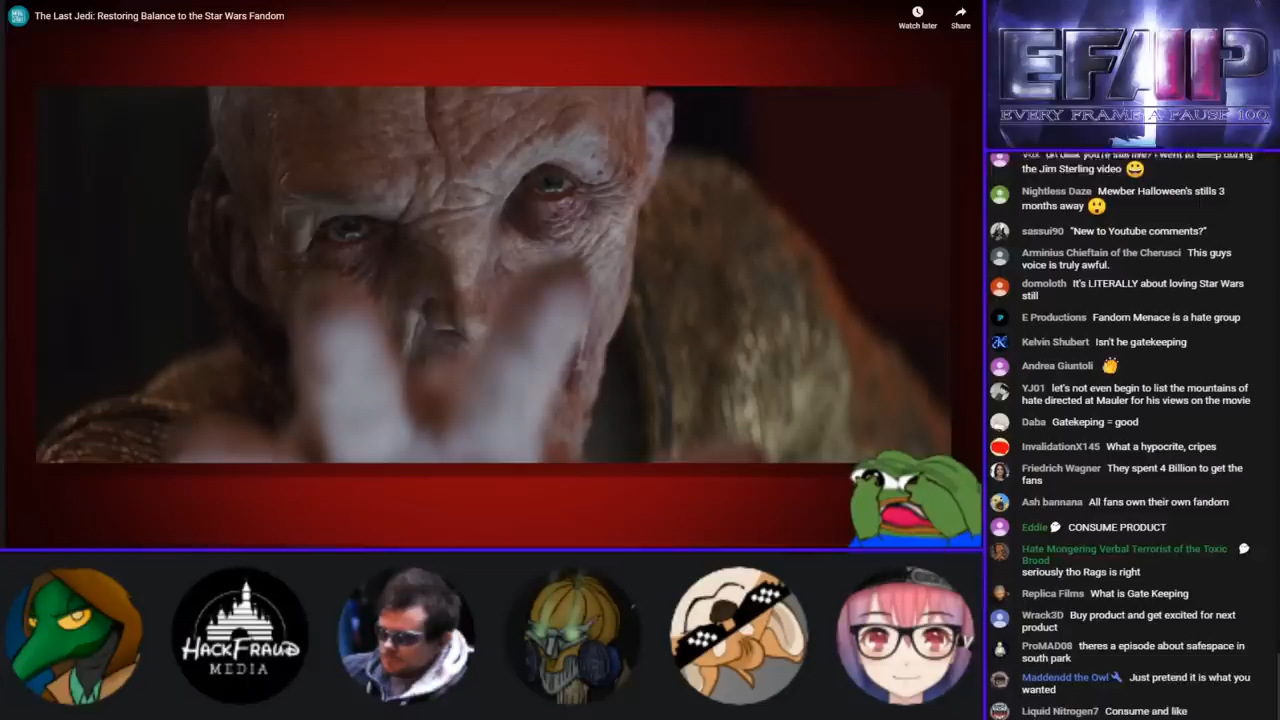 The Last Jedi: Restoring Balance to the Star Wars Fandom
Watch later
Share
EFAP
EVERY FRAME A PAUSE 100
the Jim Sterling video
Nightless Daze Mewber Halloween's stills 3
months away
sassui90 "New to Youtube comments?"
Arminius Chieftain of the Cherusci This guys
voice is truly awful.
domoloth It's LITERALLY about loving Star Wars
still
E Productions Fandom Menace is a hate group
Kelvin Shubert Isn't he gatekeeping
Andrea Giuntoli
YJ01 let's not even begin to list the mountains of
hate directed at Mauler for his views on the movie
Daba Gatekeping = good
InvalidationX145 What a hypocrite, cripes
Friedrich Wagner They spent 4 Billion to get the
fans
Ash bannana All fans own their own fandom
Eddie CONSUME PRODUCT
Hate Mongering Verbal Terrorist of the Toxic
Brood
seriously tho Rags is right
Replica Films What is Gate Keeping
Wrack3D Buy product and get excited for next
product
ProMAD08 theres a episode about safespace in
south park
Maddendd the Owl Just pretend it is what you
wanted
Liquid Nitrogen7 Consume and like
HACKFRAUD
MEDIA